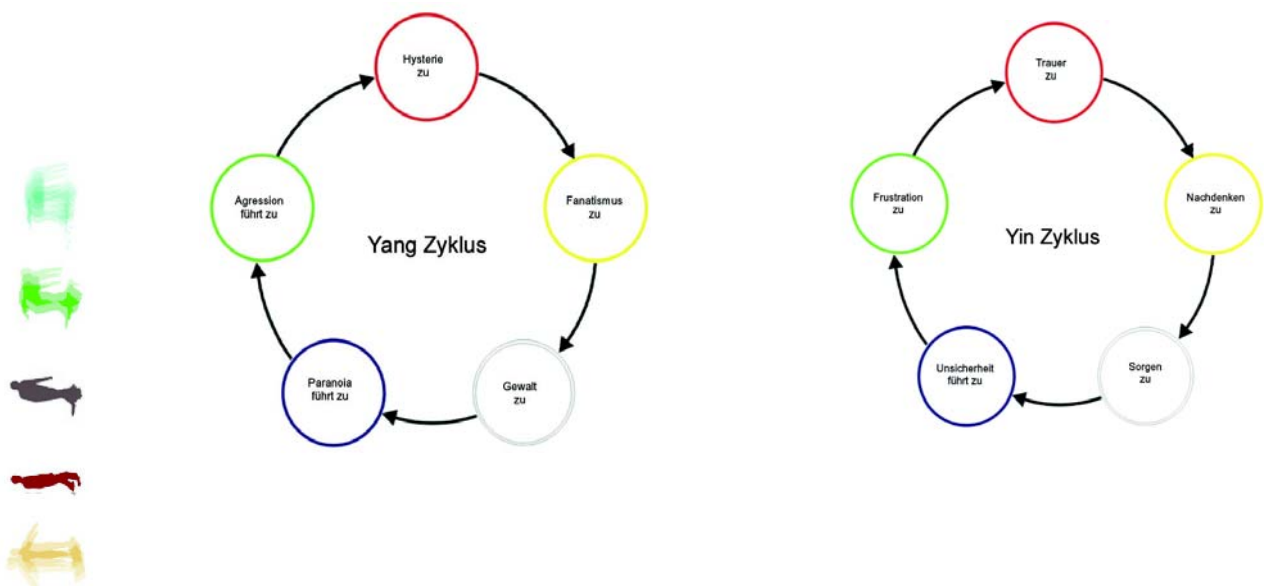 Hysterie
zu
Agression
führt zu
Fanatismus
zu
Yang Zyklus
Paranoia
führt zu
Gewalt
zu
Trauer
zu
Frustration
zu
Nachdenken
zu
Yin Zyklus
Unsicherheit
führt zu
Sorgen
zu